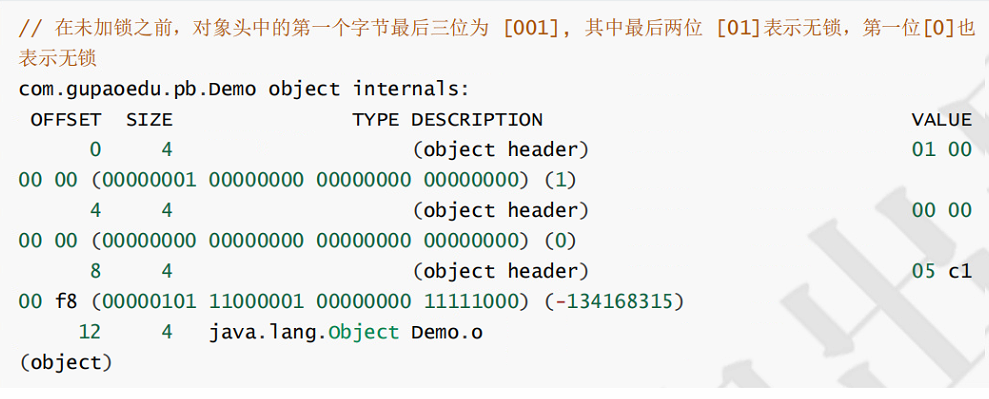 // 在未加锁之前，对象头中的第一个字节最后三位为 [001], 其中最后两位 [01]表示无锁，第一位[0]也
表示无锁
com.gupaoedu.pb.Demo object internals:
OFFSET SIZE TYPE DESCRIPTION VALUE
0 4 (object header) 01 00
00 00 (00000001 00000000 00000000 00000000) (1)
4 4 (object header) 00 00
00 00 (00000000 00000000 00000000 00000000) (0)
8 4 (object header) 05 c1
00 f8 (00000101 11000001 00000000 11111000) (-134168315)
12 4 java.lang.Object Demo.o
(object)